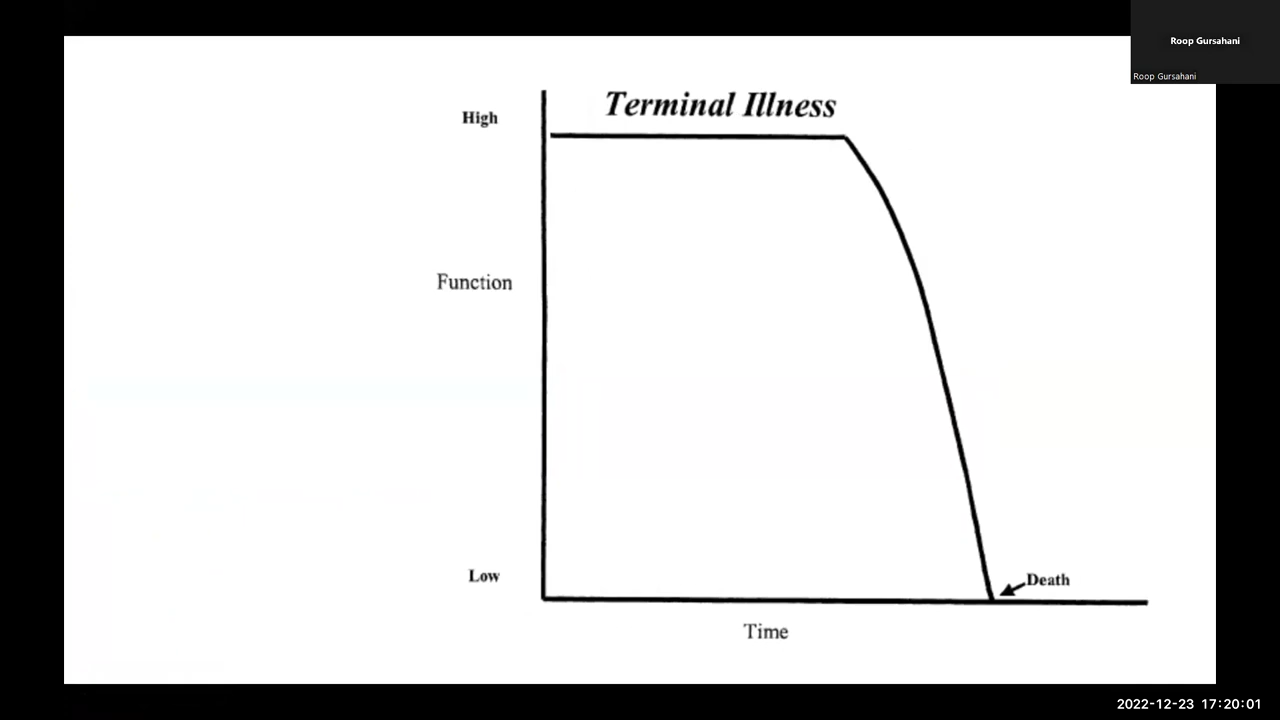 Roop Gursahani
Roop Gursahani
Terminal Illness
High
Function
Low
Death
Time
2022-12-23 17:20:01